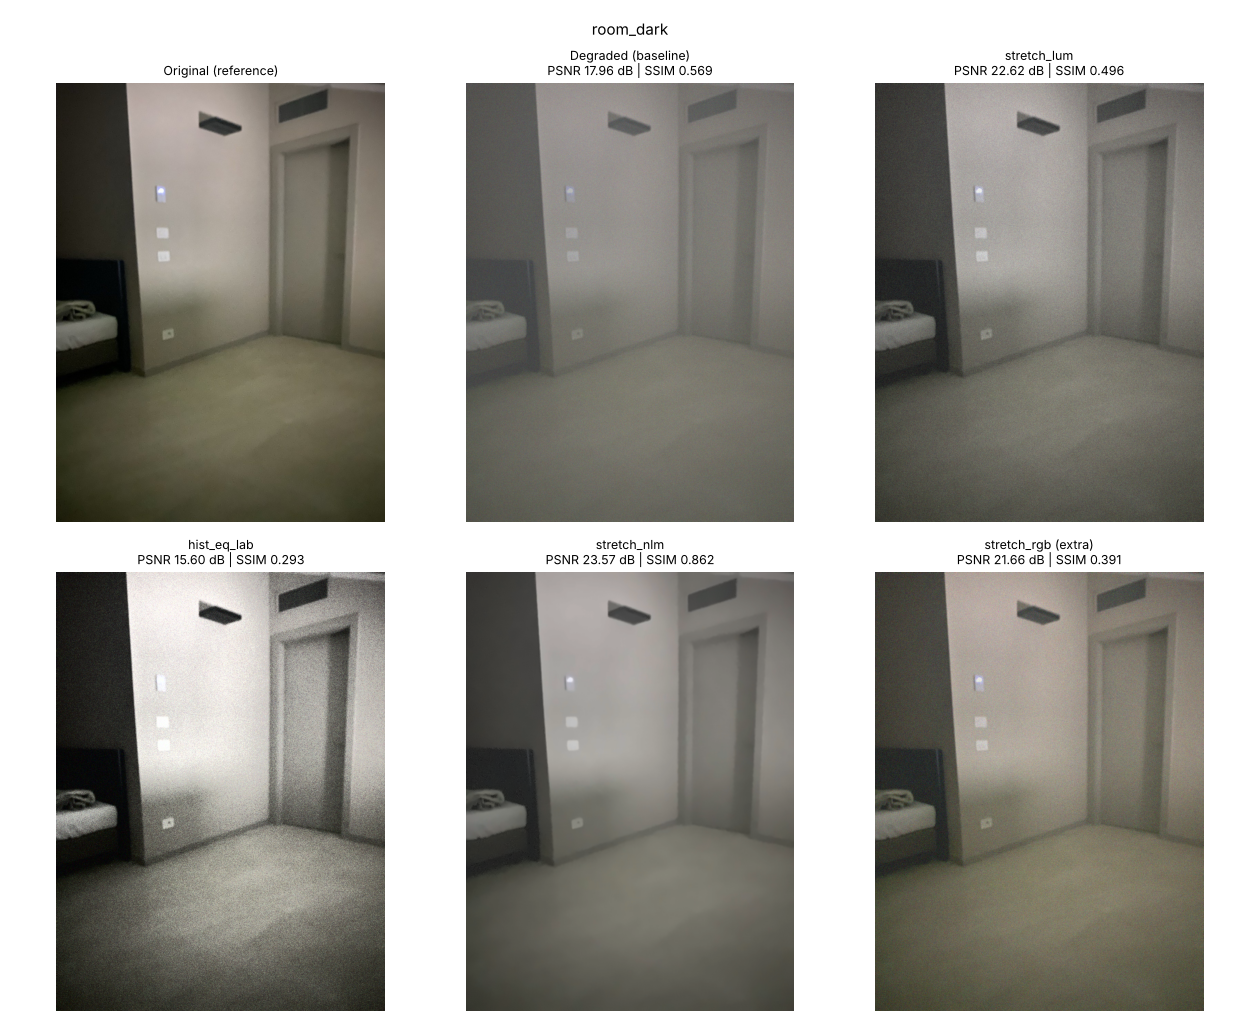 room_dark
Original (reference)
Degraded (baseline)
PSNR 17.96 dB | SSIM 0.569
stretch_lum
PSNR 22.62 dB | SSIM 0.496
hist_eq_lab
PSNR 15.60 dB | SSIM 0.293
stretch_nlm
PSNR 23.57 dB | SSIM 0.862
stretch_rgb (extra)
PSNR 21.66 dB | SSIM 0.391